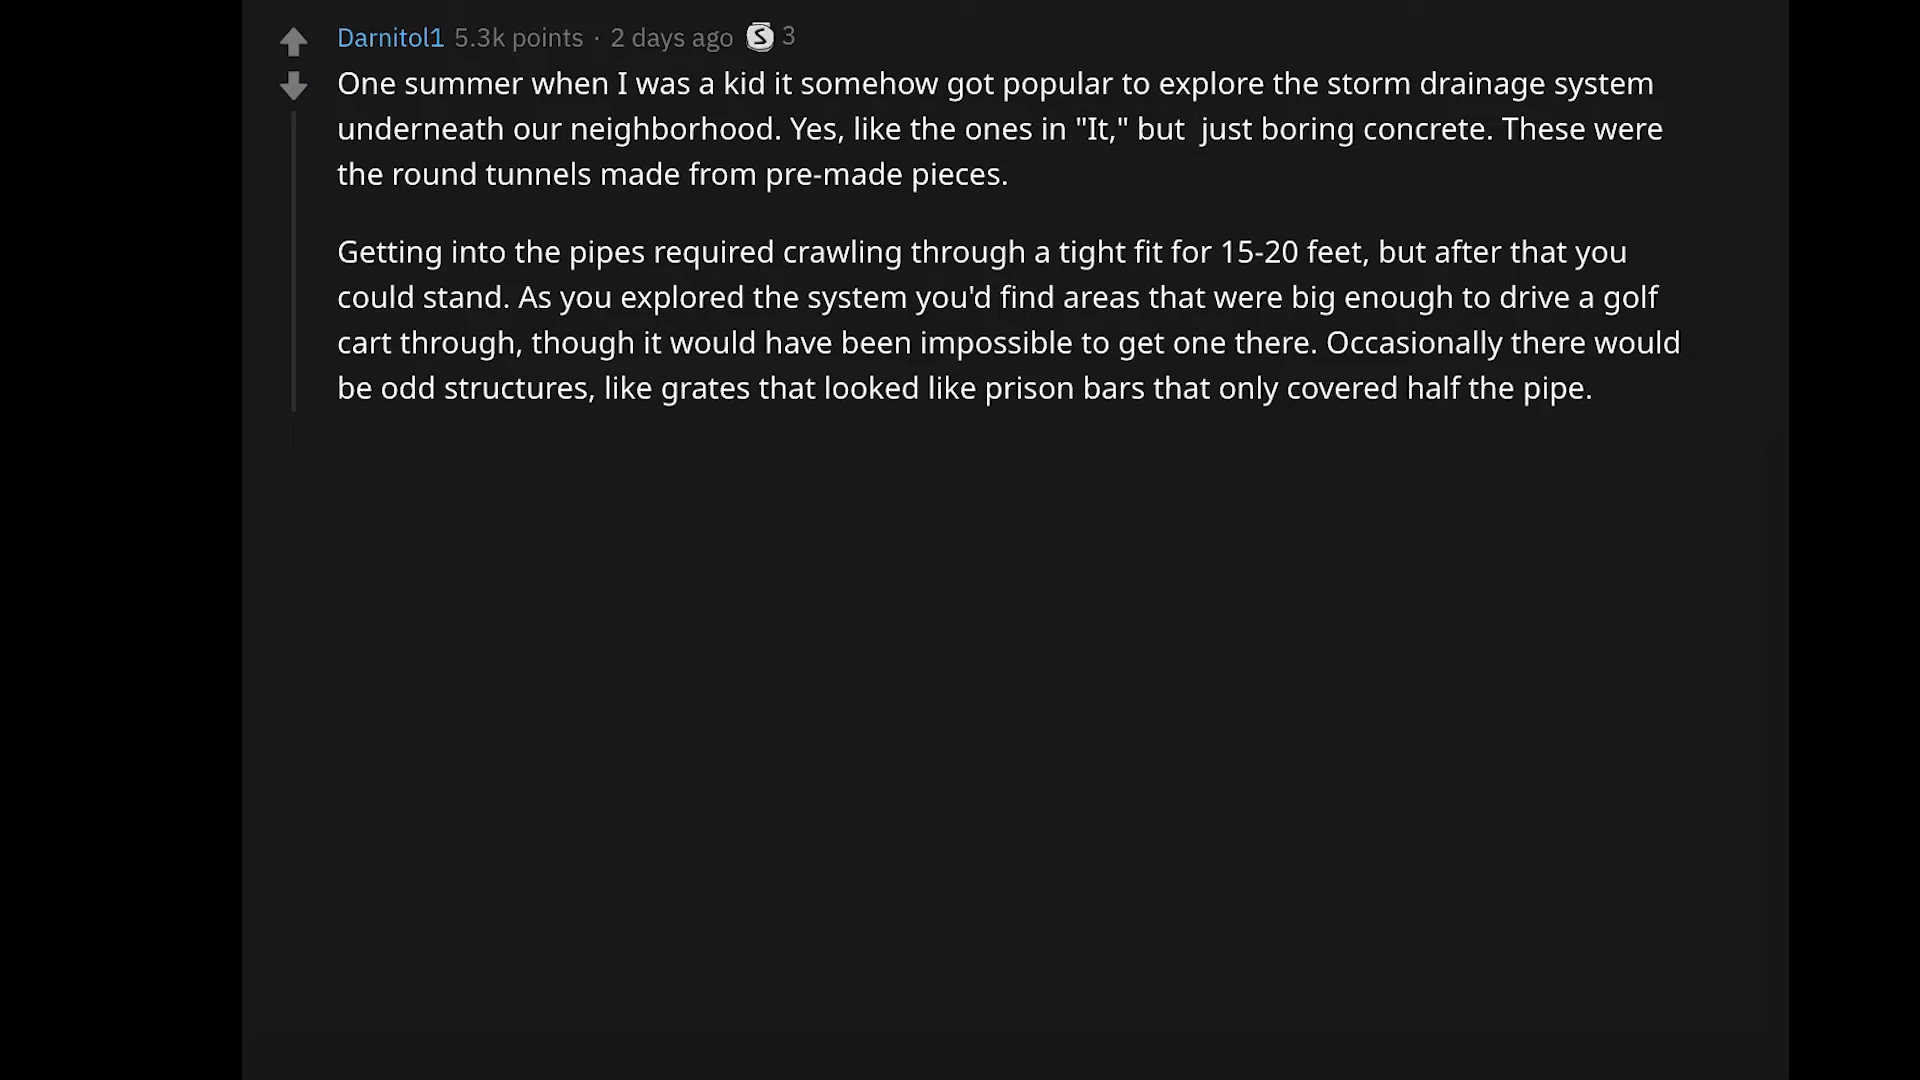 Darnitol1 5.3k points · 2 days ago S 3
One summer when I was a kid it somehow got popular to explore the storm drainage system
underneath our neighborhood. Yes, like the ones in "It," but  just boring concrete. These were
the round tunnels made from pre-made pieces.
Getting into the pipes required crawling through a tight fit for 15-20 feet, but after that you
could stand. As you explored the system you'd find areas that were big enough to drive a golf
cart through, though it would have been impossible to get one there. Occasionally there would
be odd structures, like grates that looked like prison bars that only covered half the pipe.